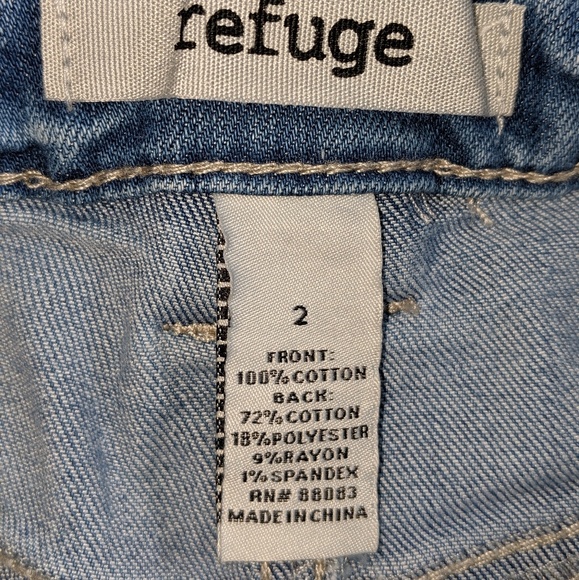 refuge
2
FRONT:
100% COTTON
BACK:
72% COTTON
18% POLYESTER
9% RAYON
1% SPANDEX
RN# 88083
MADE IN CHINA